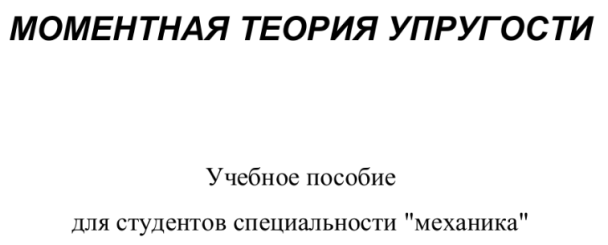 МОМЕНТНАЯ ТЕОРИЯ УПРУГОСТИ
Учебное пособие
для студентов специальности "механика"